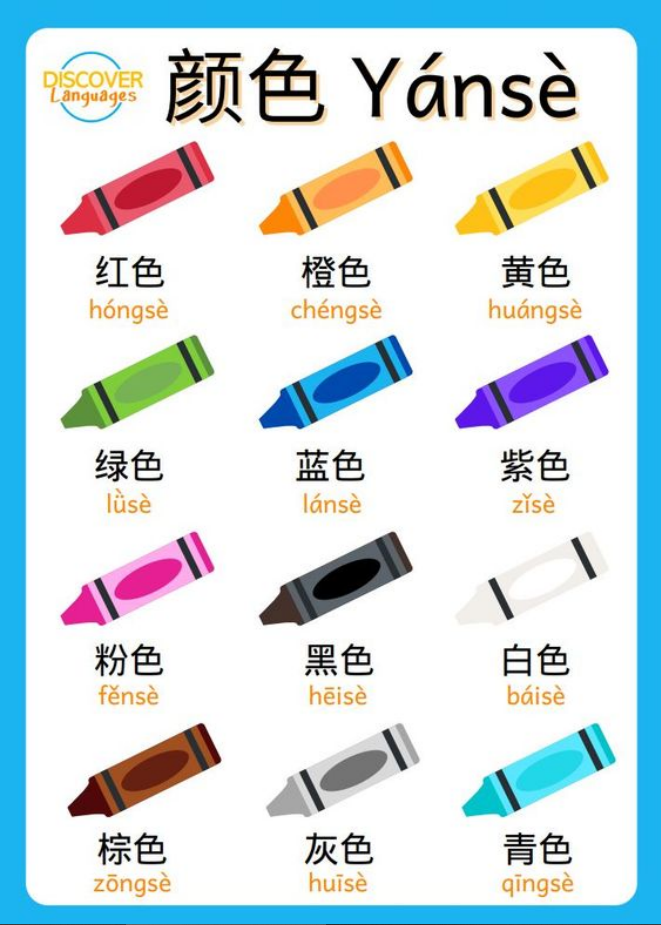 DISCOVER
Languages
颜色 Yánsè
红色 橙色 黄色
hóngsè chéngsè huángsè
绿色 蓝色 紫色
lǜsè lánsè zǐsè
粉色 黑色 白色
fěnsè hēisè báisè
棕色 灰色 青色
zōngsè huīsè qīngsè